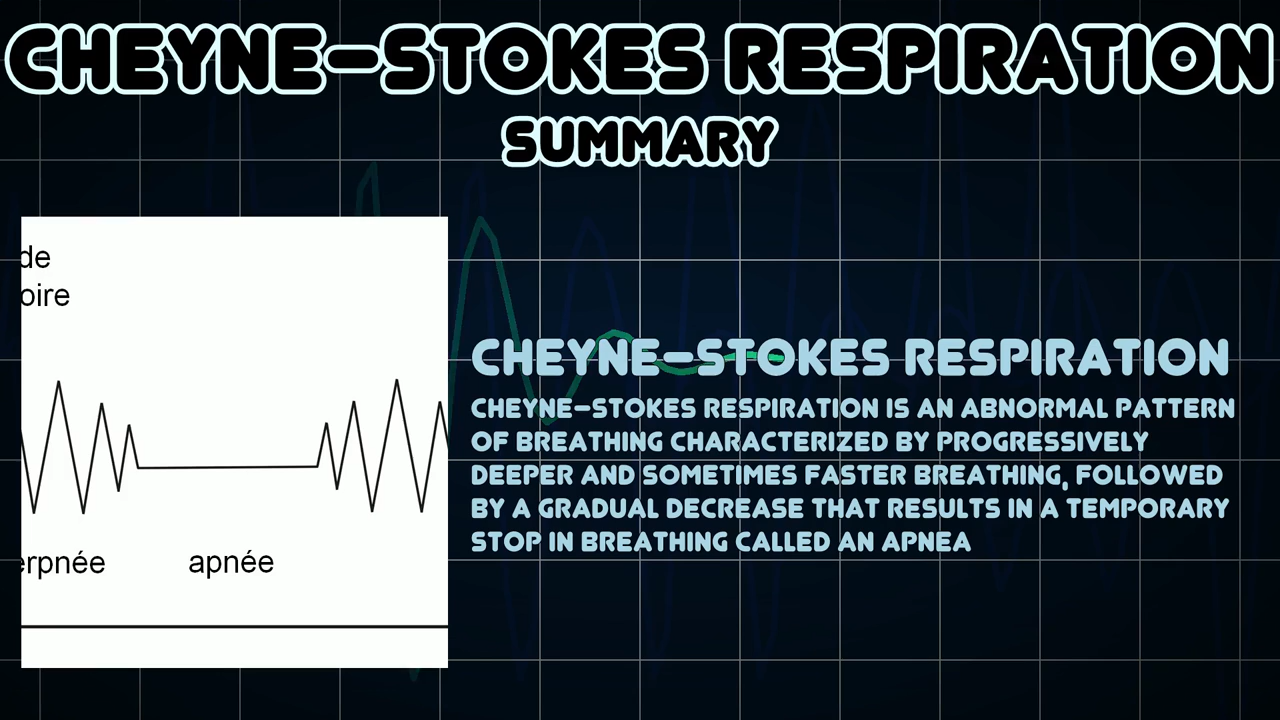 CHEYNE-STOKES RESPIRATION
SUMMARY
de
oire
erpnée
apnée
CHEYNE-STOKES RESPIRATION
CHEYNE-STOKES RESPIRATION IS AN ABNORMAL PATTERN
OF BREATHING CHARACTERIZED BY PROGRESSIVELY
DEEPER AND SOMETIMES FASTER BREATHING, FOLLOWED
BY A GRADUAL DECREASE THAT RESULTS IN A TEMPORARY
STOP IN BREATHING CALLED AN APNEA